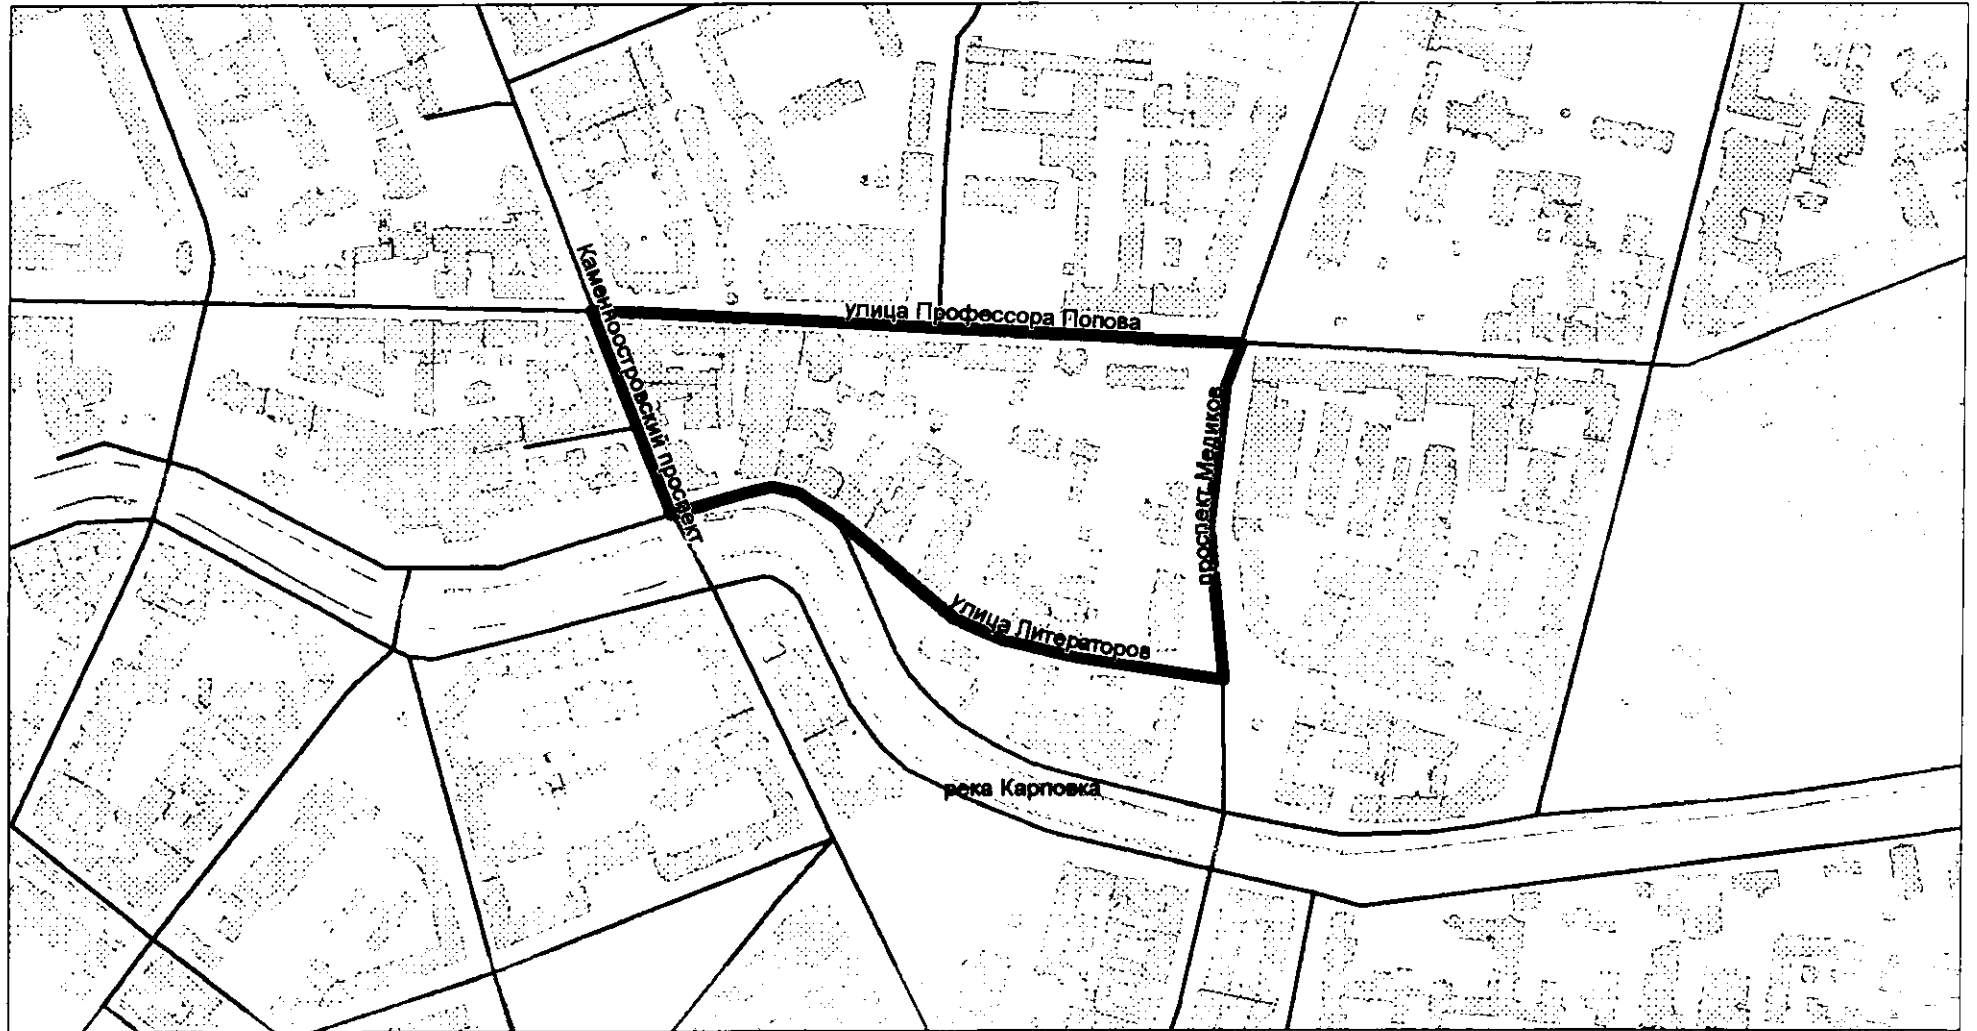 Каменноостровский проспект
улица Профессора Попова
проспект Медиков
улица Литераторов
река Карповка